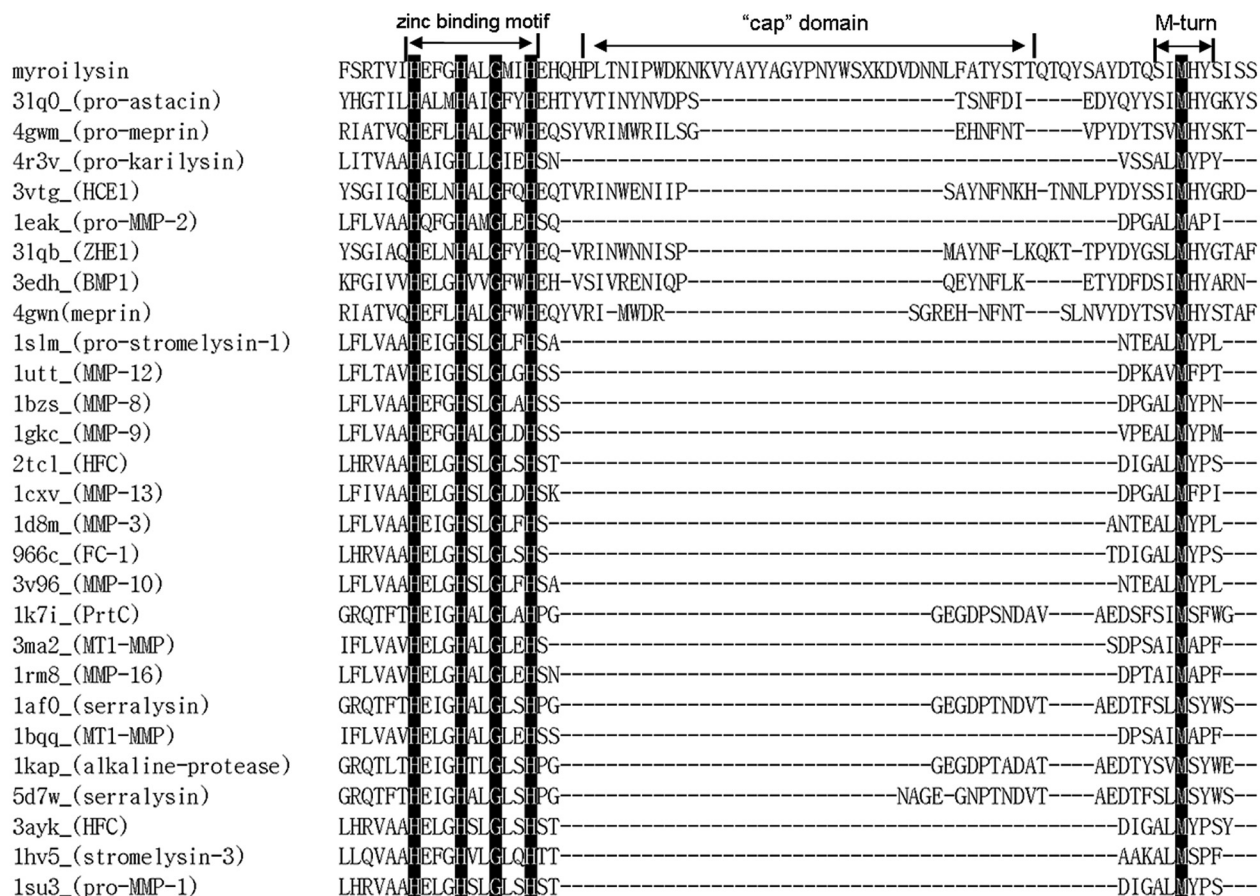 zinc binding motif "cap" domain M-turn
myroilysin FSRTVIHEFGHALGMIHEHQHPLTNIPWDKNKVYAYYAGYPNYWSXKDVDNNLFATYSTTQTQYSAYDTQSIMHYSISS
3lq0_(pro-astacin) YHGTILHALMHAIGFYHEHTYVTINYNVDPS----------------------TSNFDI-----EDYQYYSIMHYGKYS
4gwm_(pro-meprin) RIATVQHEFLHALGFWHEQSYVRIMWRILSG----------------------EHNFNT-----VPYDYTSVMHYSKT-
4r3v_(pro-karilysin) LITVAAHAIGHLLGIEHSN------------------------------------------------VSSALMYPY---
3vtg_(HCE1) YSGIIQHELNHALGFQHEQTVRINWENIIP----------------------SAYNFNKH-TNNLPYDYSSIMHYGRD-
1eak_(pro-MMP-2) LFLVAAHQFGHAMGLEHSQ------------------------------------------------DPGALMAPI---
3lqb_(ZHE1) YSGIAQHELNHALGFYHEQ-VRINWNNISP----------------------MAYNF-LKQKT-TPYDYGSLMHYGTAF
3edh_(BMP1) KFGIVVHELGHVVGFWHEH-VSIVRENIQP----------------------QEYNFLK-----ETYDFDSIMHYARN-
4gwn(meprin) RIATVQHEFLHALGFWHEQYVRI-MWDR---------------------SGREH-NFNT---SLNVYDYTSVMHYSTAF
1slm_(pro-stromelysin-1) LFLVAAHEIGHSLGLFHSA------------------------------------------------NTEALMYPL---
1utt_(MMP-12) LFLTAVHEIGHSLGLGHSS------------------------------------------------DPKAVMFPT---
1bzs_(MMP-8) LFLVAAHEFGHSLGLAHSS------------------------------------------------DPGALMYPN---
1gkc_(MMP-9) LFLVAAHEFGHALGLDHSS------------------------------------------------VPEALMYPM---
2tcl_(HFC) LHRVAAHELGHSLGLSHST------------------------------------------------DIGALMYPS---
1cxv_(MMP-13) LFIVAAHELGHSLGLDHSK------------------------------------------------DPGALMFPI---
1d8m_(MMP-3) LFLVAAHEIGHSLGLFHS------------------------------------------------ANTEALMYPL---
966c_(FC-1) LHRVAAHELGHSLGLSHS------------------------------------------------TDIGALMYPS---
3v96_(MMP-10) LFLVAAHELGHSLGLFHSA------------------------------------------------NTEALMYPL---
1k7i_(PrtC) GRQTFTHEIGHALGLAHPG--------------------------------GEGDPSNDAV----AEDSFSIMSFWG--
3ma2_(MT1-MMP) IFLVAVHELGHALGLEHS------------------------------------------------SDPSAIMAPF---
1rm8_(MMP-16) LFLVAVHELGHALGLEHSN------------------------------------------------DPTAIMAPF---
1af0_(serralysin) GRQTFTHEIGHALGLSHPG--------------------------------GEGDPTNDVT----AEDTFSLMSYWS--
1bqq_(MT1-MMP) IFLVAVHELGHALGLEHSS------------------------------------------------DPSAIMAPF---
1kap_(alkaline-protease) GRQTLTHEIGHTLGLSHPG--------------------------------GEGDPTADAT----AEDTYSVMSYWE--
5d7w_(serralysin) GRQTFTHEIGHALGLSHPG-----------------------------NAGE-GNPTNDVT----AEDTFSLMSYWS--
3ayk_(HFC) LHRVAAHELGHSLGLSHST------------------------------------------------DIGALMYPSY--
1hv5_(stromelysin-3) LLQVAAHEFGHVLGLQHTT------------------------------------------------AAKALMSPF---
1su3_(pro-MMP-1) LHRVAAHELGHSLGLSHST------------------------------------------------DIGALMYPS---